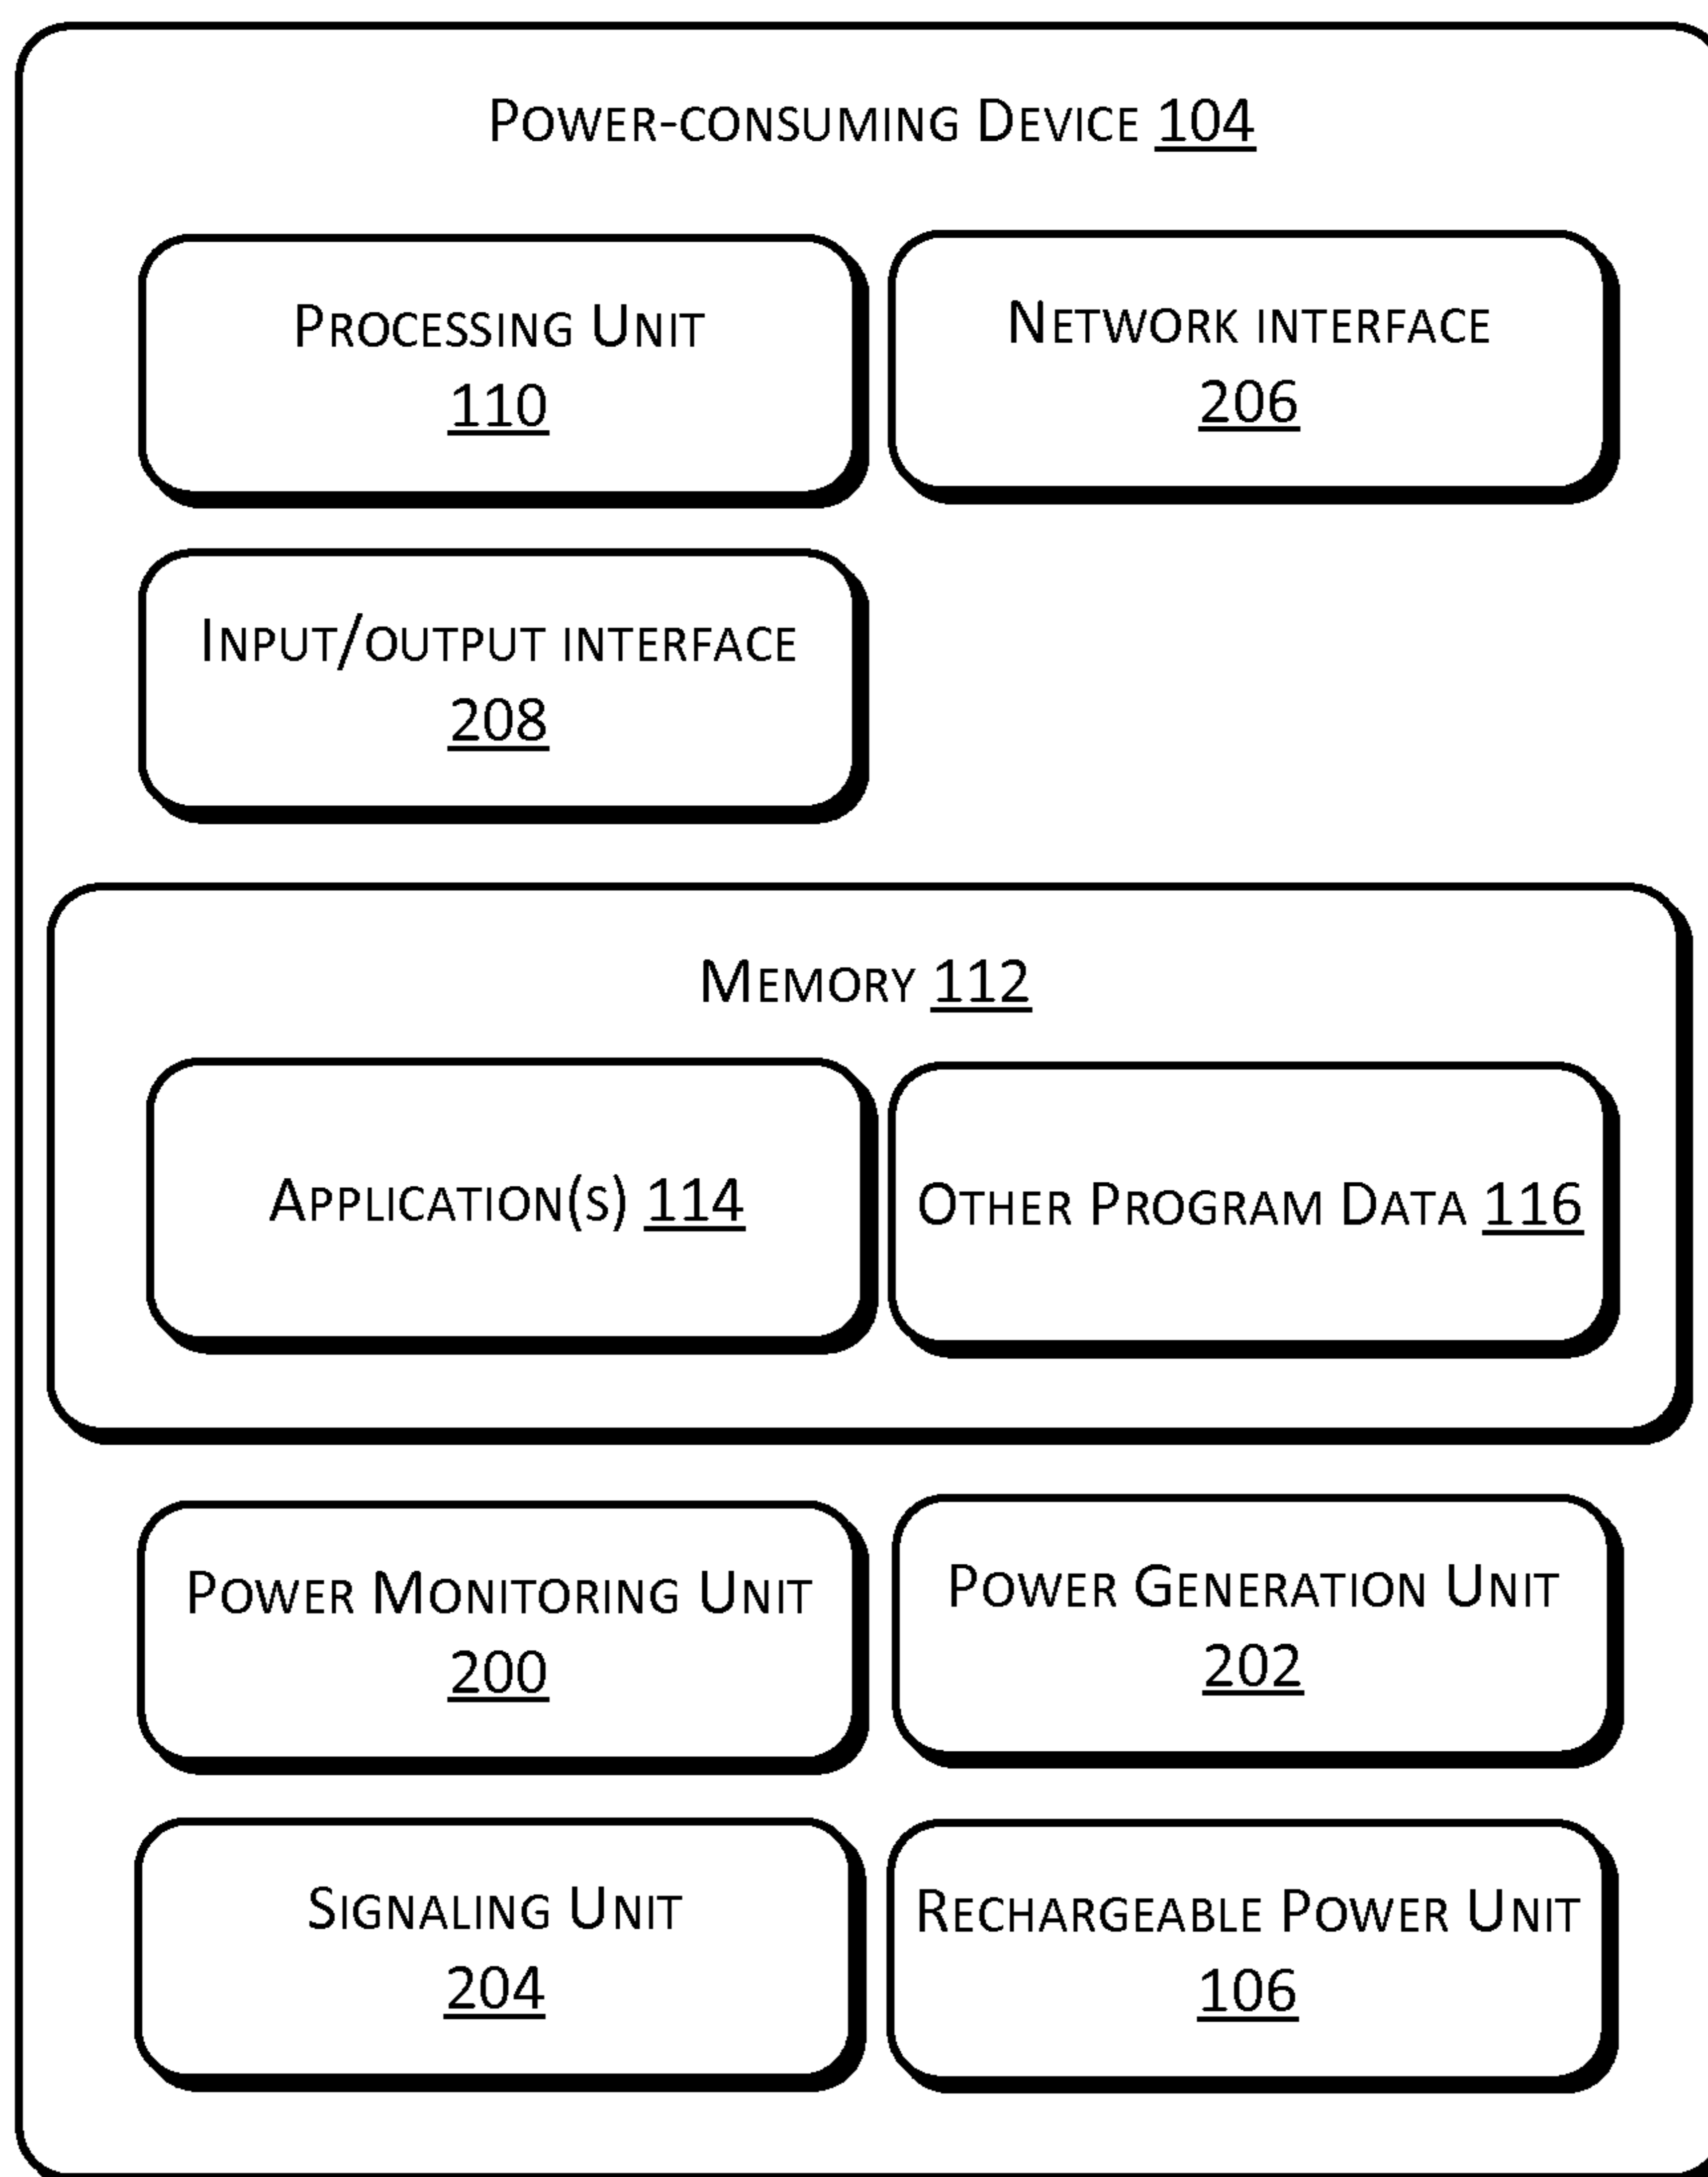 Power-consuming Device 104
Processing Unit
110
Network interface
206
Input/output interface
208
Memory 112
Application(s) 114
Other Program Data 116
Power Monitoring Unit
200
Power Generation Unit
202
Signaling Unit
204
Rechargeable Power Unit
106